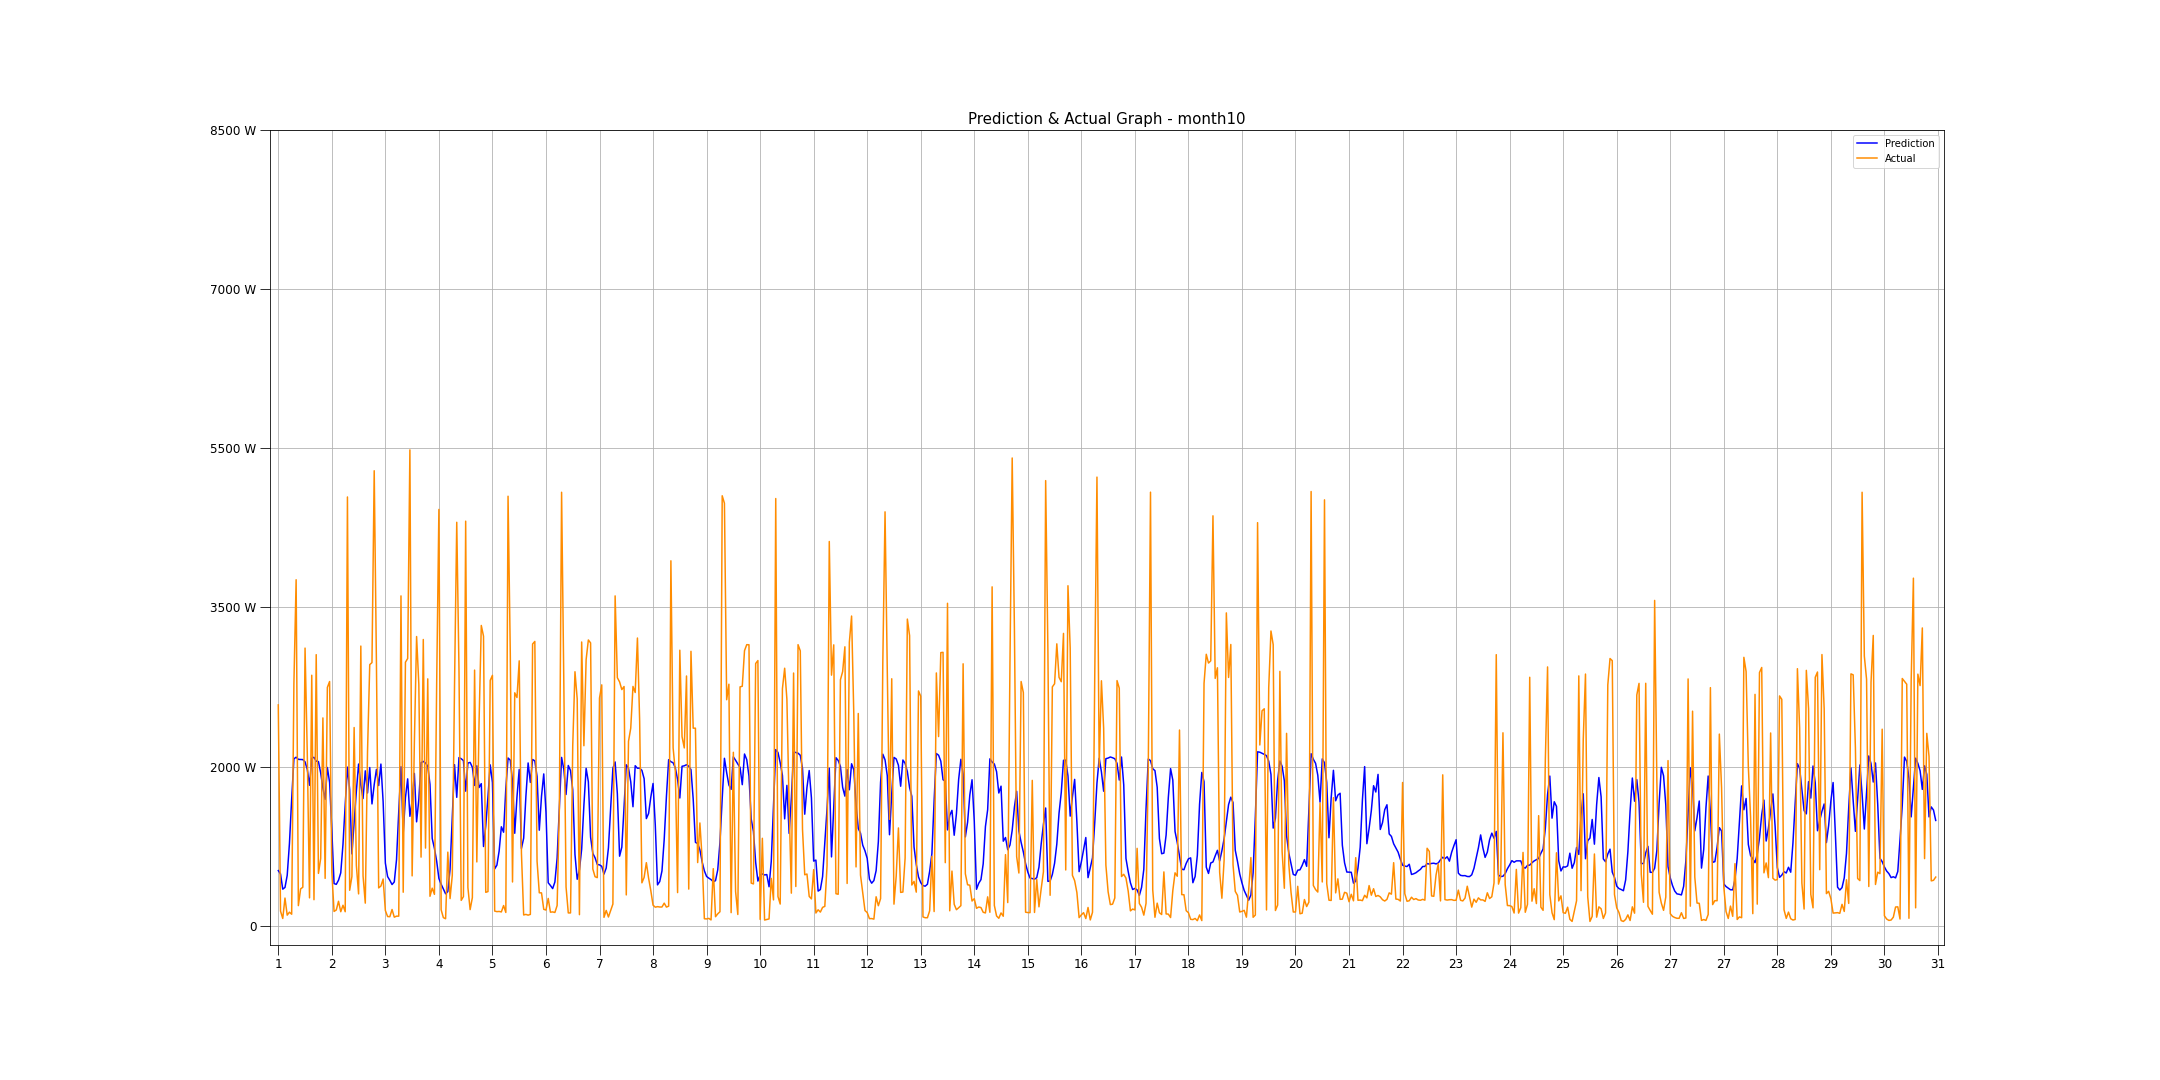 Prediction & Actual Graph - month10
8500 W
Prediction
Actual
7000 W
5500 W
3500 W
2000 W
0
1 2 3 4 5 6 7 8 9 10 11 12 13 14 15 16 17 18 19 20 21 22 23 24 25 26 27 27 28 29 30 31